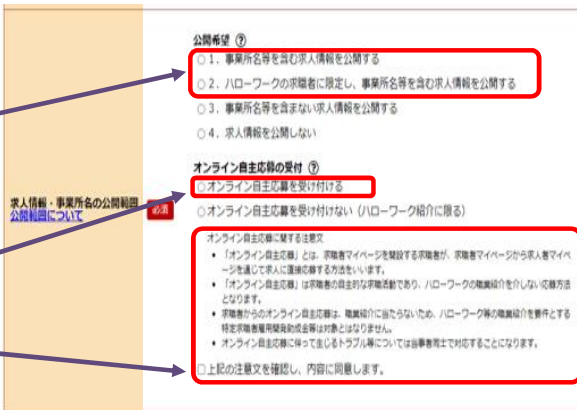 公開希望 ?
○1．事業所名等を含む求人情報を公開する
○2．ハローワークの求職者に限定し、事業所名等を含む求人情報を公開する
○3．事業所名等を含まない求人情報を公開する
○4．求人情報を公開しない
オンライン自主応募の受付 ?
○オンライン自主応募を受け付ける
求人情報・事業所名の公開範囲
公開範囲について
必須
○オンライン自主応募を受け付けない（ハローワーク紹介に限る）
オンライン自主応募に関する注意文
• 「オンライン自主応募」とは、求職者マイページを開設する求職者が、求職者マイページから求人者マイペ
ージを通じて求人に直接応募する方法をいいます。
• 「オンライン自主応募」は求職者の自主的な求職活動であり、ハローワークの職業紹介を介しない応募方法
となります。
• 求職者からのオンライン自主応募は、職業紹介に当たらないため、ハローワーク等の職業紹介を要件とする
特定求職者雇用開発助成金等は対象とはなりません。
• オンライン自主応募に伴って生じるトラブル等については当事者同士で対応することになります。
□上記の注意文を確認し、内容に同意します。